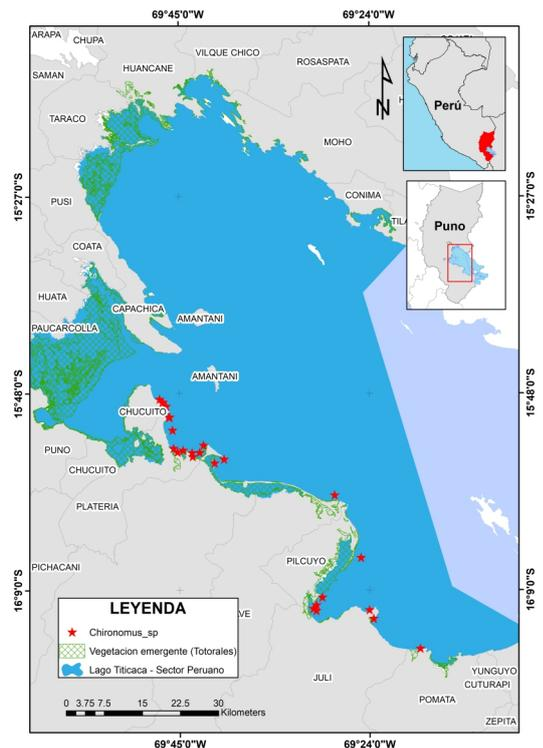 69°45'0"W
69°24'0"W
ARAPA
CHUPA
VILQUE CHICO
SAMAN
HUANCANE
ROSASPATA
TARACO
MOHO
PUSI
CONIMA
COATA
HUATA
CAPACHICA
AMANTANI
PAUCARCOLLA
AMANTANI
CHUCUITO
PUNO
CHUCUITO
PLATERIA
PICHACANI
PILCUYO
JULI
YUNGUYO
CUTURAPI
POMATA
ZEPITA
N
Perú
Puno
15°27'0"S
15°48'0"S
16°9'0"S
15°27'0"S
15°48'0"S
16°9'0"S
LEYENDA
Chironomus_sp
Vegetacion emergente (Totorales)
Lago Titicaca - Sector Peruano
0 3.75 7.5 15 22.5 30
Kilometers
69°45'0"W
69°24'0"W